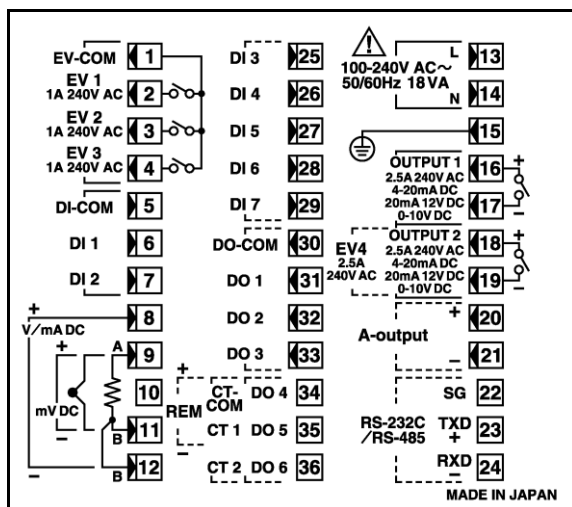 EV-COM 1
EV 1 2
1A 240V AC
EV 2 3
1A 240V AC
EV 3 4
1A 240V AC
DI-COM 5
DI 1 6
DI 2 7
+ 8
V/mA DC
+ A 9
10
mV DC
− B 11
− B 12
DI 3 25
DI 4 26
DI 5 27
DI 6 28
DI 7 29
DO-COM 30
DO 1 31
DO 2 32
DO 3 33
+
REM CT-COM DO 4 34
CT 1 DO 5 35
−
CT 2 DO 6 36
L 13
100-240V AC~
50/60Hz 18VA
N 14
15
OUTPUT 1 16 +
2.5A 240V AC
4-20mA DC
20mA 12V DC 17 −
0-10V DC
EV4
2.5A
240V AC
OUTPUT 2 18 +
2.5A 240V AC
4-20mA DC
20mA 12V DC 19 −
0-10V DC
+ 20
A-output
− 21
SG 22
RS-232C
/RS-485
TXD 23
+
RXD 24
−
MADE IN JAPAN